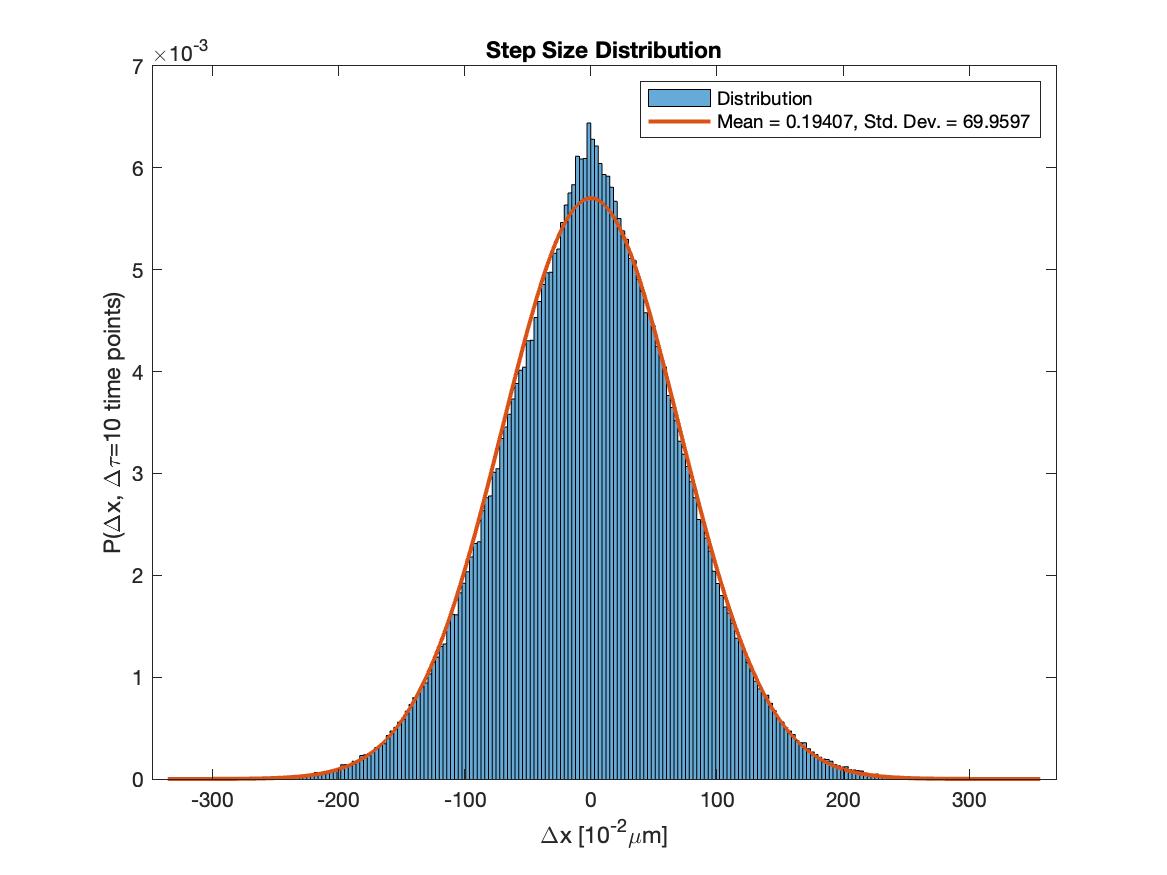 Step Size Distribution
×10⁻³
7
6
5
4
3
2
1
0
P(Δx, Δτ=10 time points)
Distribution
Mean = 0.19407, Std. Dev. = 69.9597
-300 -200 -100 0 100 200 300
Δx [10⁻²μm]